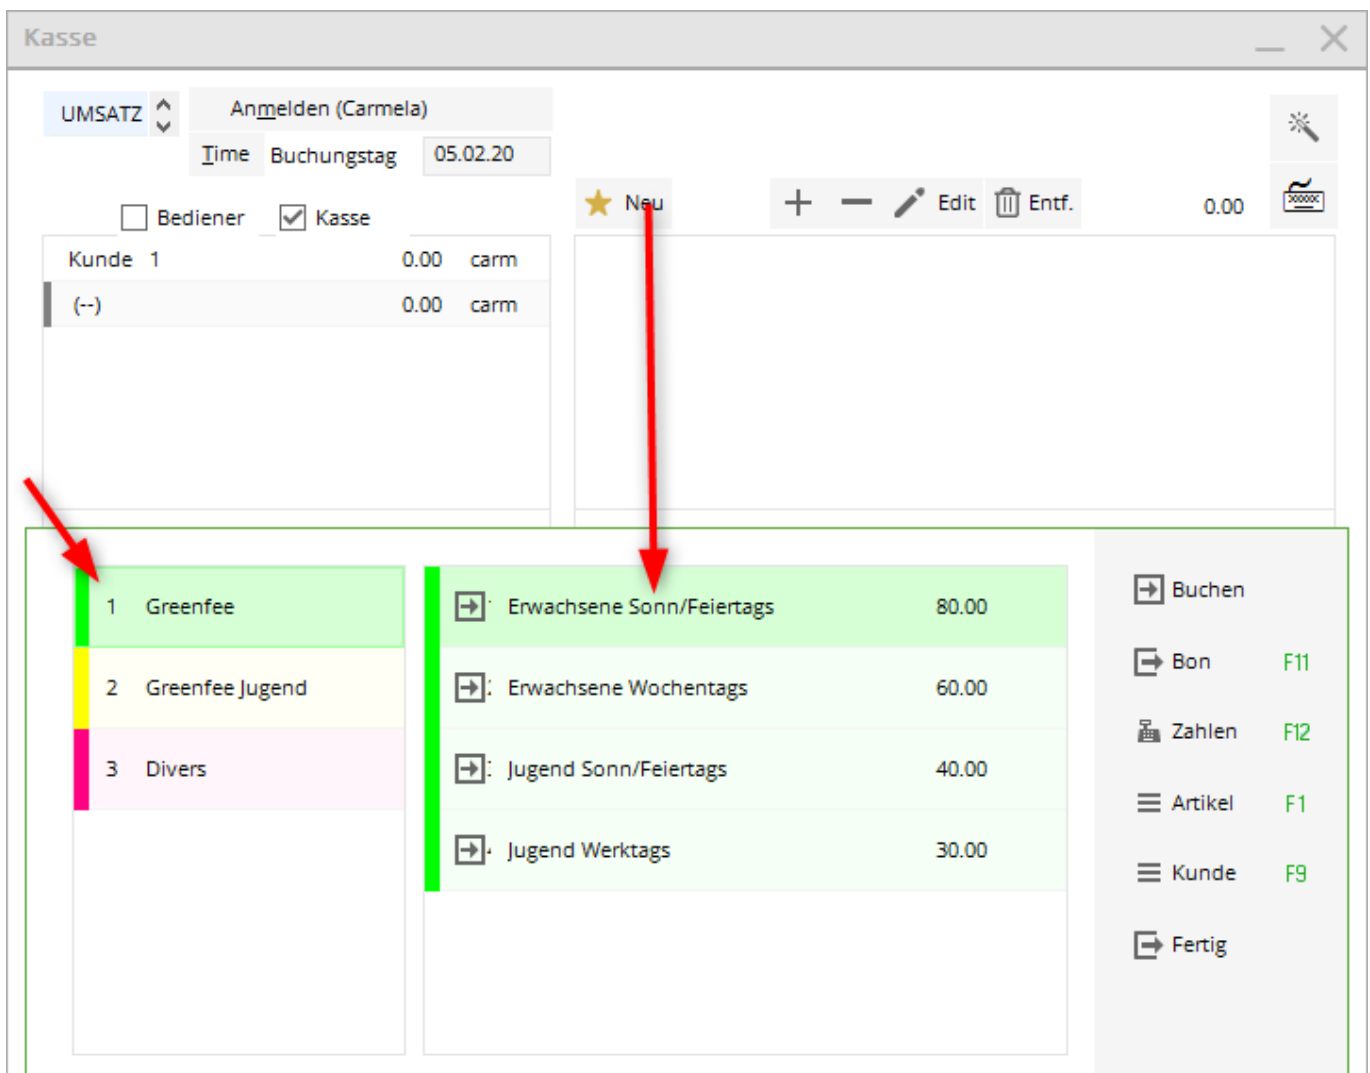 Kasse
UMSATZ Anmelden (Carmela)
Time Buchungstag 05.02.20
Neu Edit Entf. 0.00
Bediener Kasse
Kunde 1 0.00 carm
(--) 0.00 carm
1 Greenfee
2 Greenfee Jugend
3 Divers
Erwachsene Sonn/Feiertags 80.00
Erwachsene Wochentags 60.00
Jugend Sonn/Feiertags 40.00
Jugend Werktags 30.00
Buchen
Bon F11
Zahlen F12
Artikel F1
Kunde F9
Fertig